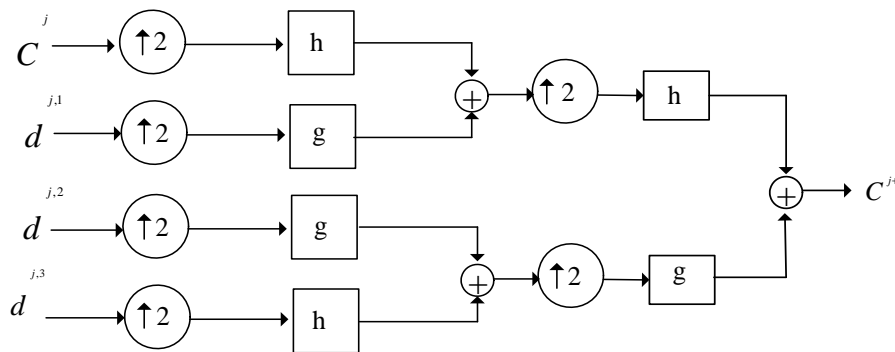 C^j ↑2 h
+ ↑2 h
d^{j,1} ↑2 g
+ C^{j+
d^{j,2} ↑2 g
+ ↑2 g
d^{j,3} ↑2 h